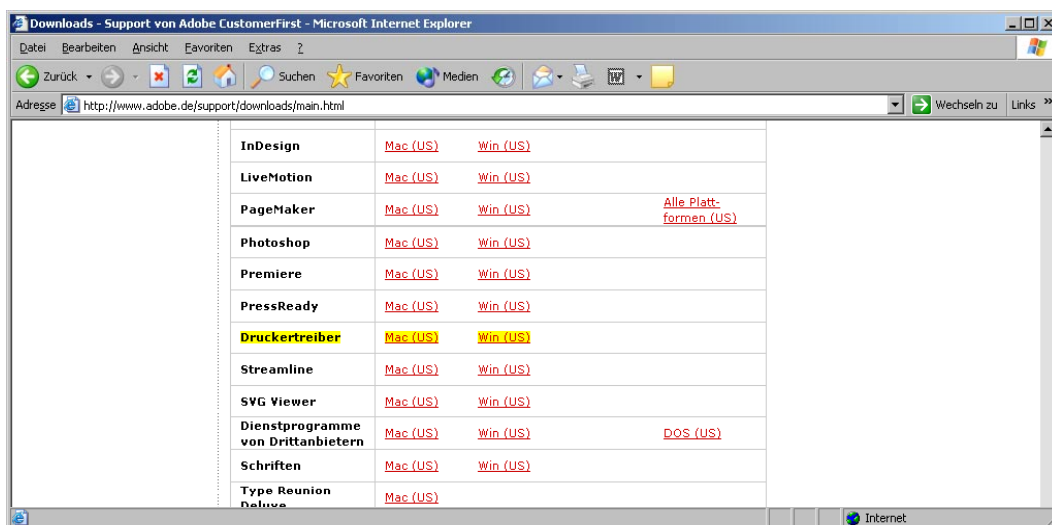 Downloads - Support von Adobe CustomerFirst - Microsoft Internet Explorer
Datei Bearbeiten Ansicht Favoriten Extras ?
Zurück Suchen Favoriten Medien
Adresse http://www.adobe.de/support/downloads/main.html Wechseln zu Links »
InDesign Mac (US) Win (US)
LiveMotion Mac (US) Win (US)
PageMaker Mac (US) Win (US) Alle Platt-
formen (US)
Photoshop Mac (US) Win (US)
Premiere Mac (US) Win (US)
PressReady Mac (US) Win (US)
Druckertreiber Mac (US) Win (US)
Streamline Mac (US) Win (US)
SVG Viewer Mac (US) Win (US)
Dienstprogramme
von Drittanbietern Mac (US) Win (US) DOS (US)
Schriften Mac (US) Win (US)
Type Reunion
Deluxe Mac (US)
Internet